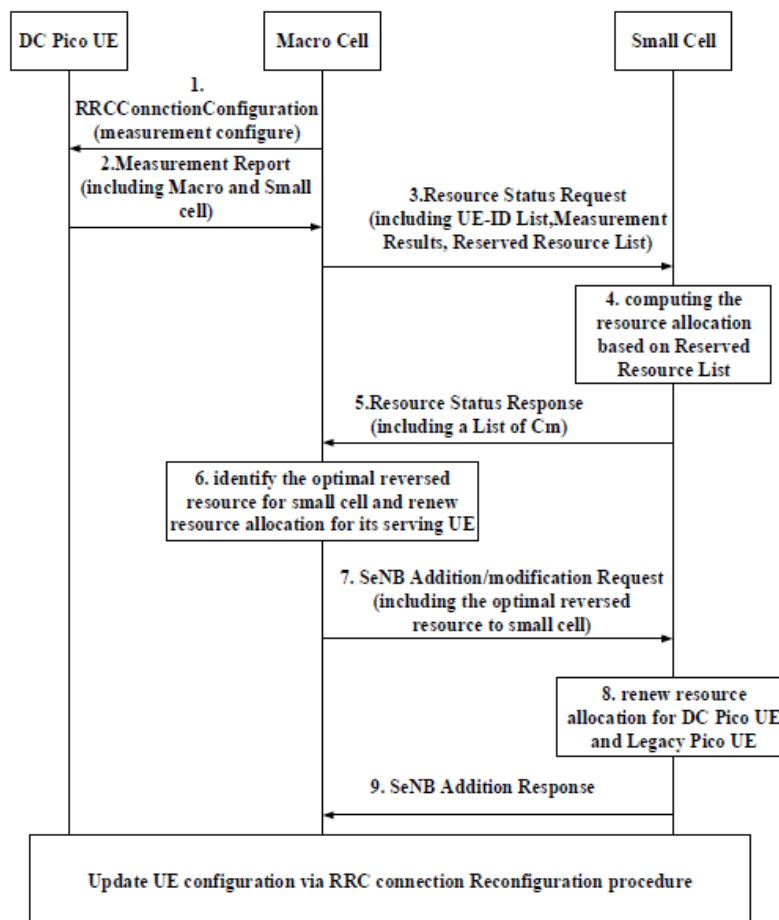 DC Pico UE
Macro Cell
Small Cell
1.
RRCConnctionConfiguration
(measurement configure)
2.Measurement Report
(including Macro and Small
cell)
3.Resource Status Request
(including UE-ID List,Measurement
Results, Reserved Resource List)
4. computing the
resource allocation
based on Reserved
Resource List
5.Resource Status Response
(including a List of Cm)
6. identify the optimal reversed
resource for small cell and renew
resource allocation for its serving UE
7. SeNB Addition/modification Request
(including the optimal reversed
resource to small cell)
8. renew resource
allocation for DC Pico UE
and Legacy Pico UE
9. SeNB Addition Response
Update UE configuration via RRC connection Reconfiguration procedure